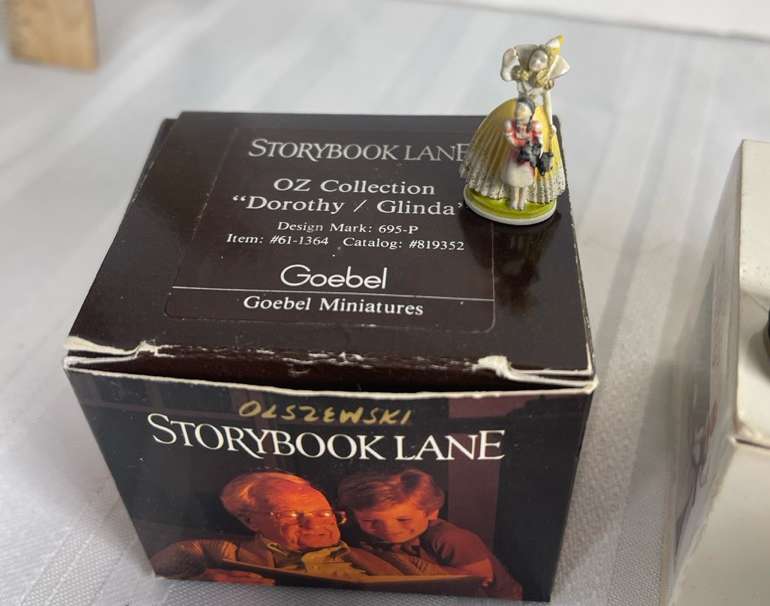 STORYBOOK LANE
OZ Collection
“Dorothy / Glinda”
Design Mark: 695-P
Item: #61-1364 Catalog: #819352
Goebel
Goebel Miniatures
OLSZEWSKI
STORYBOOK LANE